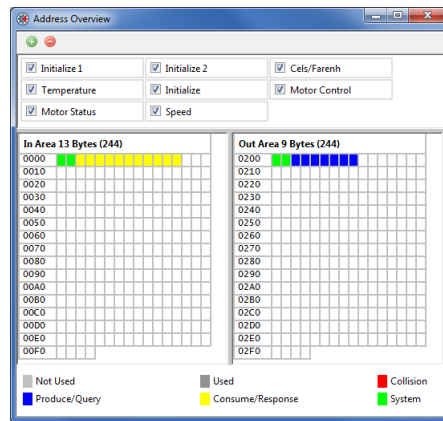 Address Overview
Initialize 1 Initialize 2 Cels/Farenh
Temperature Initialize Motor Control
Motor Status Speed
In Area 13 Bytes (244) Out Area 9 Bytes (244)
0000 0200
0010 0210
0020 0220
0030 0230
0040 0240
0050 0250
0060 0260
0070 0270
0080 0280
0090 0290
00A0 02A0
00B0 02B0
00C0 02C0
00D0 02D0
00E0 02E0
00F0 02F0
Not Used Used Collision
Produce/Query Consume/Response System